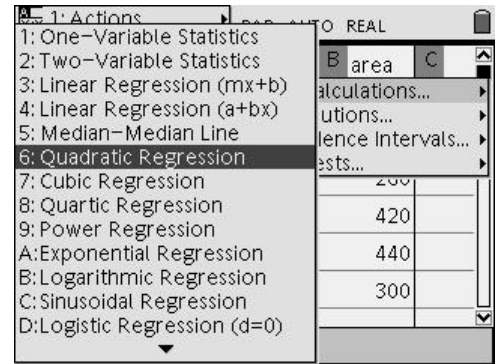 1: Actions
TO REAL
1: One-Variable Statistics
2: Two-Variable Statistics
3: Linear Regression (mx+b)
4: Linear Regression (a+bx)
5: Median-Median Line
6: Quadratic Regression
7: Cubic Regression
8: Quartic Regression
9: Power Regression
A:Exponential Regression
B:Logarithmic Regression
C:Sinusoidal Regression
D:Logistic Regression (d=0)
B area C
alculations...
utions...
dence Intervals...
ests...
420
440
300